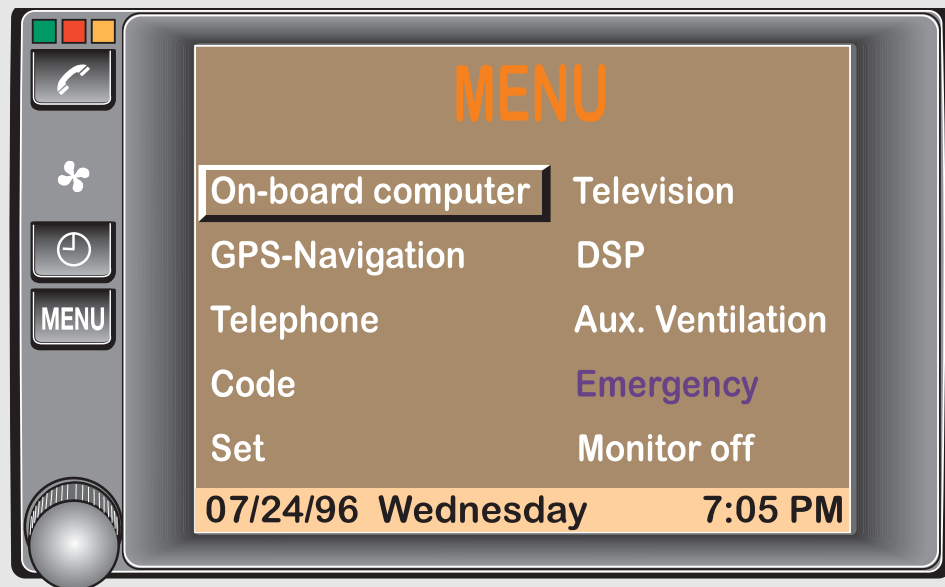 MENU
On-board computer
Television
GPS-Navigation
DSP
MENU
Telephone
Aux. Ventilation
Code
Emergency
Set
Monitor off
07/24/96 Wednesday 7:05 PM